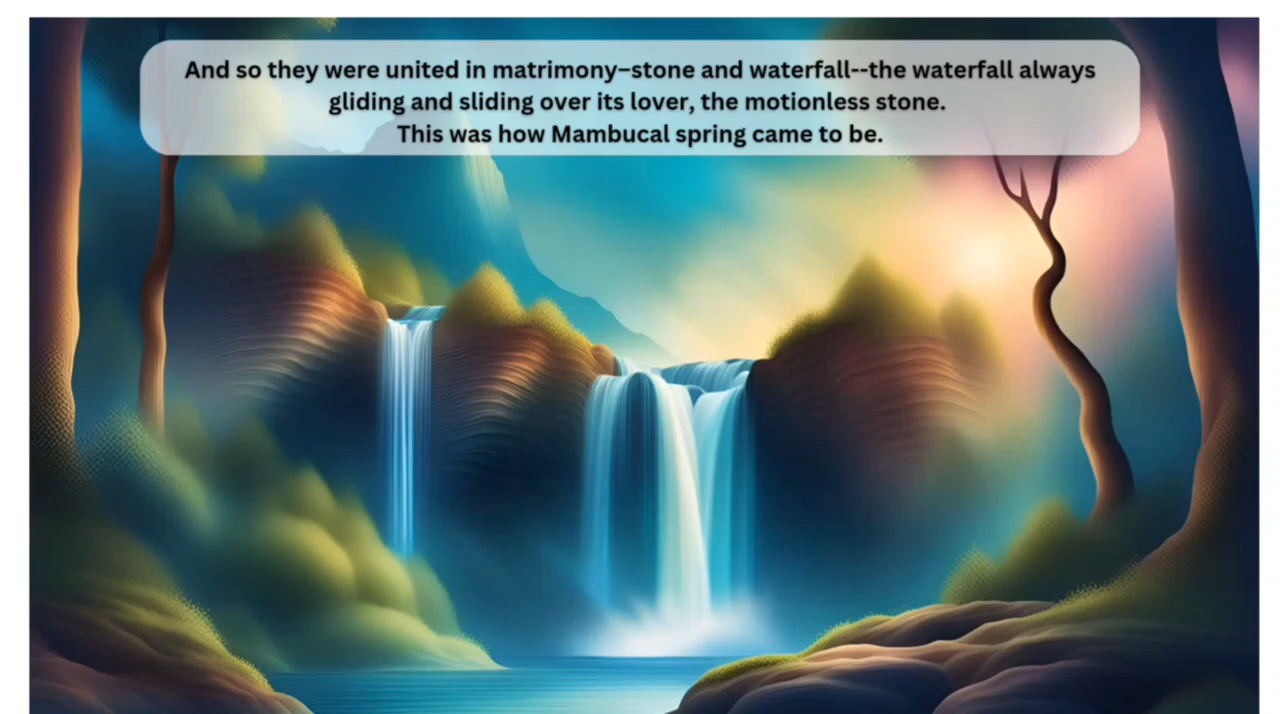 And so they were united in matrimony–stone and waterfall--the waterfall always
gliding and sliding over its lover, the motionless stone.
This was how Mambucal spring came to be.